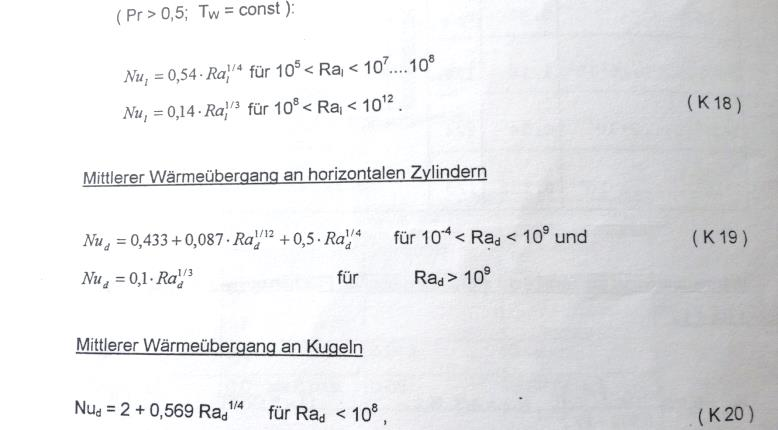 ( Pr > 0,5; T_W = const ):
Nu_l = 0,54 · Ra_l^{1/4} für 10^5 < Ra_l < 10^7....10^8
Nu_l = 0,14 · Ra_l^{1/3} für 10^8 < Ra_l < 10^{12} . ( K 18 )
Mittlerer Wärmeübergang an horizontalen Zylindern
Nu_d = 0,433 + 0,087 · Ra_d^{1/12} + 0,5 · Ra_d^{1/4} für 10^{-4} < Ra_d < 10^9 und ( K 19 )
Nu_d = 0,1 · Ra_d^{1/3} für Ra_d > 10^9
Mittlerer Wärmeübergang an Kugeln
Nu_d = 2 + 0,569 Ra_d^{1/4} für Ra_d < 10^8 , ( K 20 )